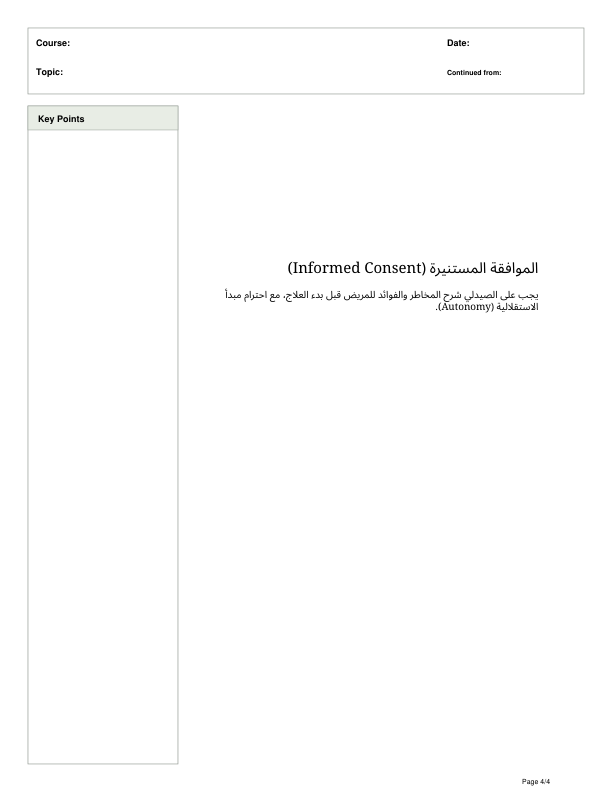 Course:
Date:
Topic:
Continued from:
Key Points
الموافقة المستنيرة (Informed Consent)
يجب على الصيدلي شرح المخاطر والفوائد للمريض قبل بدء العلاج، مع احترام مبدأ
الاستقلالية (Autonomy).
Page 4/4